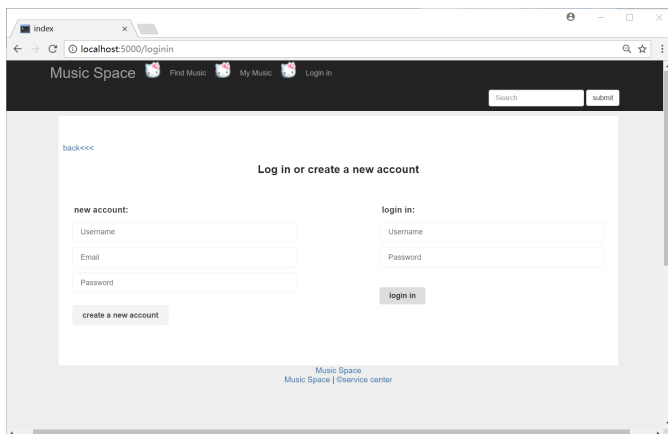 index
localhost:5000/loginin
Music Space Find Music My Music Login in
Search submit
back<<<
Log in or create a new account
new account: login in:
Username Username
Email Password
Password
login in
create a new account
Music Space
Music Space | ©service center